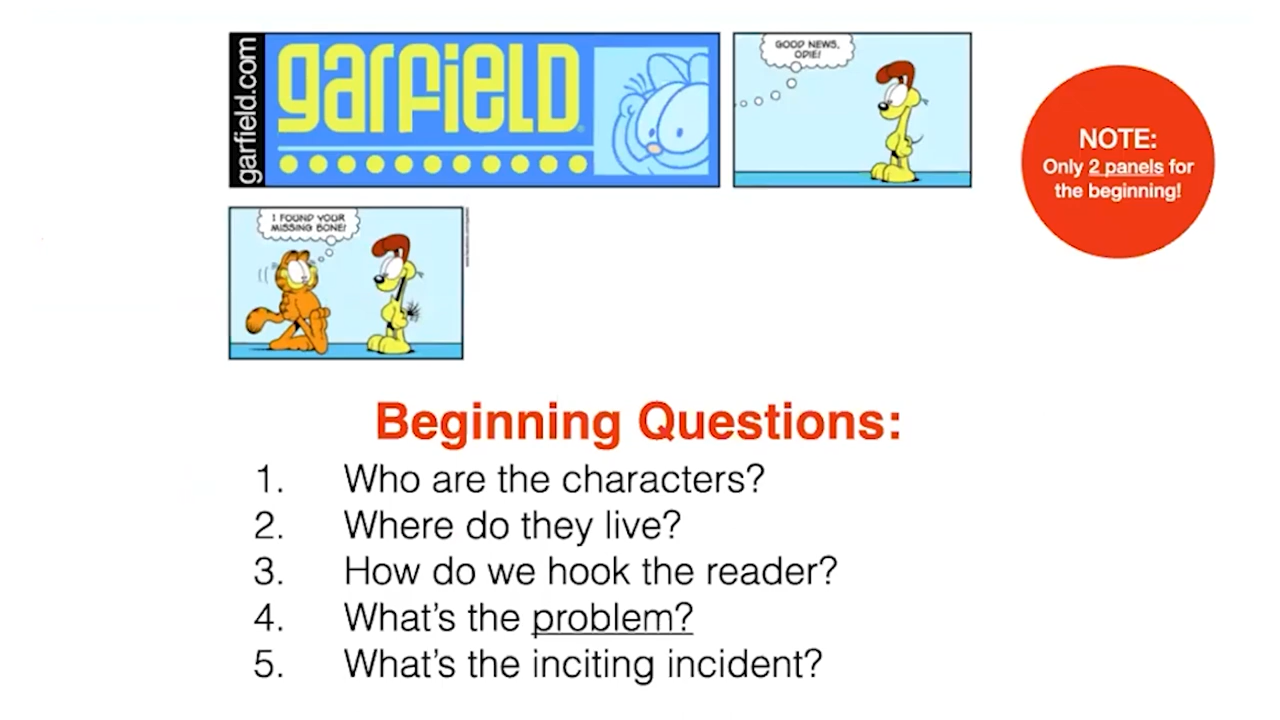 garfield.com
GARFIELD
GOOD NEWS,
ODIE!
NOTE:
Only 2 panels for
the beginning!
I FOUND YOUR
MISSING BONE!
Beginning Questions:
1. Who are the characters?
2. Where do they live?
3. How do we hook the reader?
4. What's the problem?
5. What's the inciting incident?